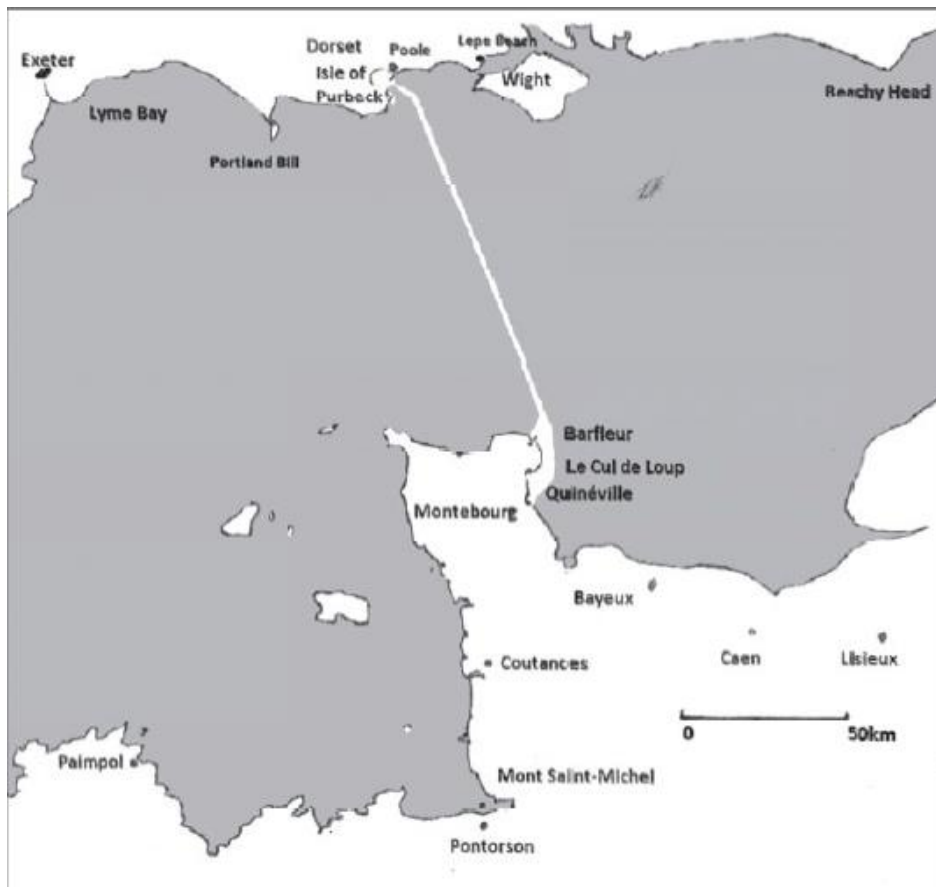 Exeter
Dorset
Poole
Lepe Beach
Isle of
Purbeck
Wight
Beachy Head
Lyme Bay
Portland Bill
Barfleur
Le Cul de Loup
Quinéville
Montebourg
Bayeux
Coutances
Caen
Lisieux
0
50km
Paimpol
Mont Saint-Michel
Pontorson